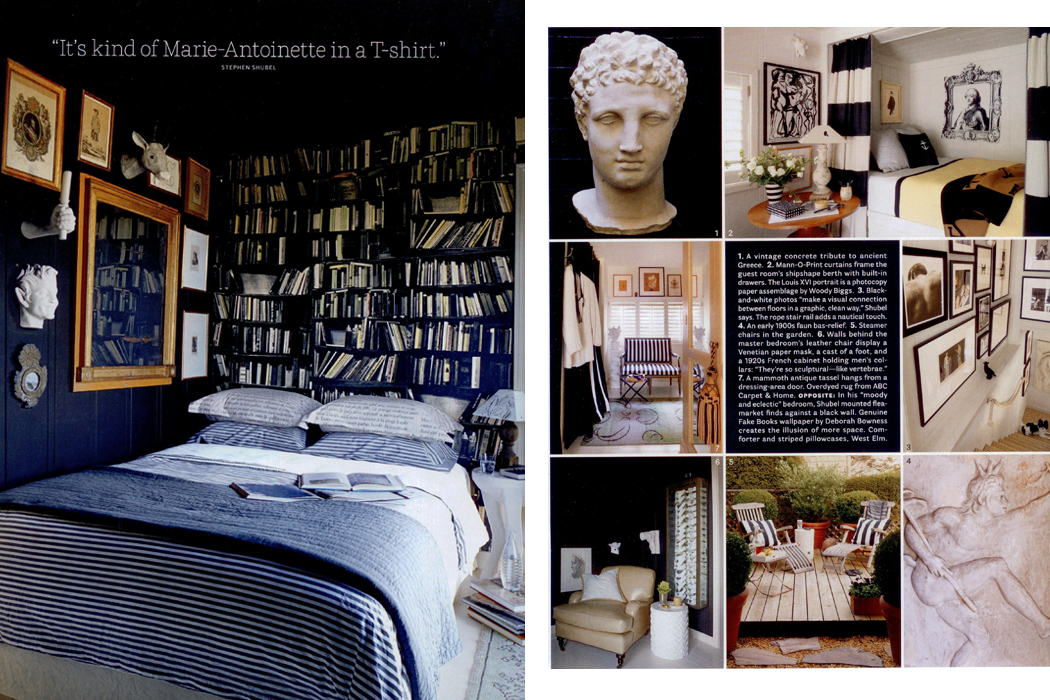 “It’s kind of Marie-Antoinette in a T-shirt.”
STEPHEN SHUBEL
1
2
1. A vintage concrete tribute to ancient
Greece. 2. Mann-O-Print curtains frame the
guest room’s shipshape berth with built-in
drawers. The Louis XVI portrait is a photocopy
paper assemblage by Woody Biggs. 3. Black-
and-white photos “make a visual connection
between floors in a graphic, clean way,” Shubel
says. The rope stair rail adds a nautical touch.
4. An early 1900s faun bas-relief. 5. Steamer
chairs in the garden. 6. Walls behind the
master bedroom’s leather chair display a
Venetian paper mask, a cast of a foot, and
a 1920s French cabinet holding men’s col-
lars: “They’re so sculptural—like vertebrae.”
7. A mammoth antique tassel hangs from a
dressing-area door. Overdyed rug from ABC
Carpet & Home. OPPOSITE: In his “moody
and eclectic” bedroom, Shubel mounted flea-
market finds against a black wall. Genuine
Fake Books wallpaper by Deborah Bowness
creates the illusion of more space. Com-
forter and striped pillowcases, West Elm.
7
3
6
5
4